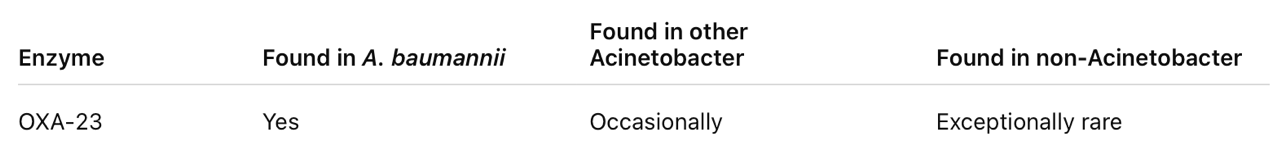 Enzyme Found in A. baumannii Found in other Acinetobacter Found in non-Acinetobacter
OXA-23 Yes Occasionally Exceptionally rare